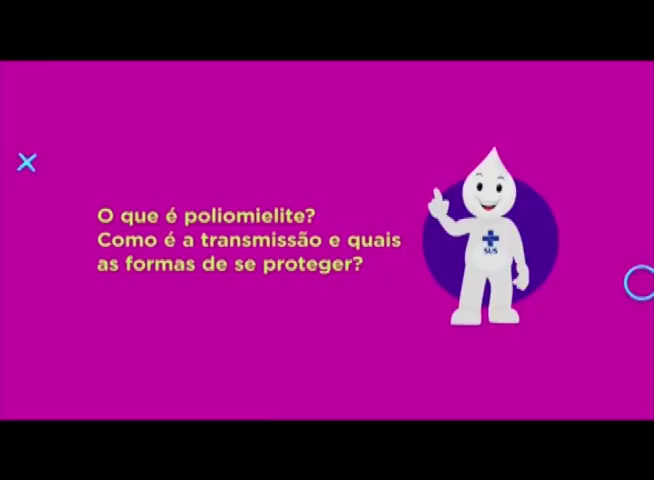 O que é poliomielite?
Como é a transmissão e quais
as formas de se proteger?
SUS